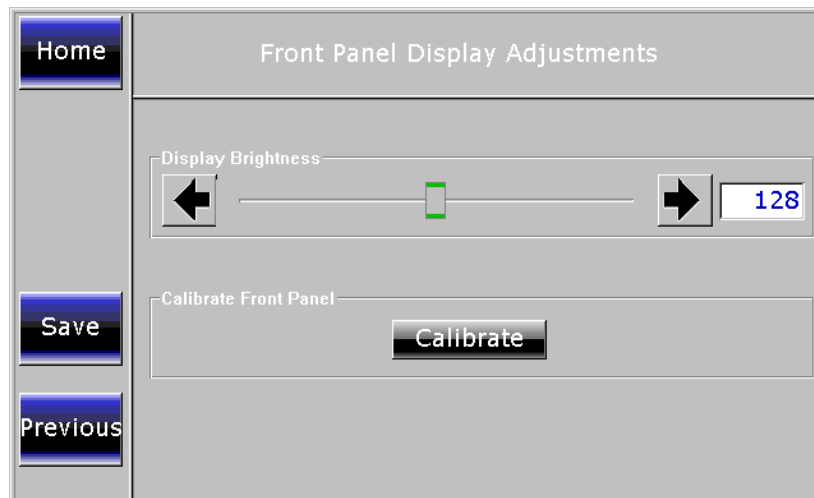 Home
Front Panel Display Adjustments
Display Brightness
128
Calibrate Front Panel
Save
Calibrate
Previous